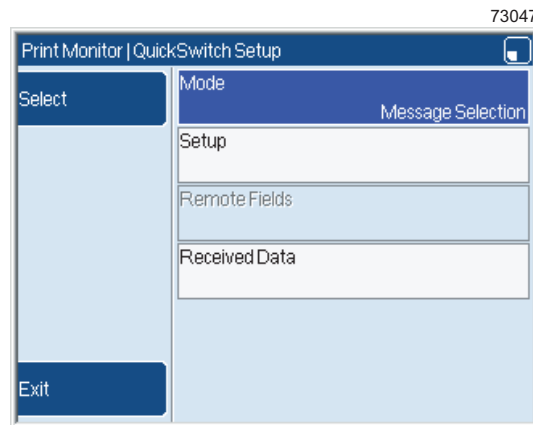 73047
Print Monitor | QuickSwitch Setup
Select
Mode
Message Selection
Setup
Remote Fields
Received Data
Exit